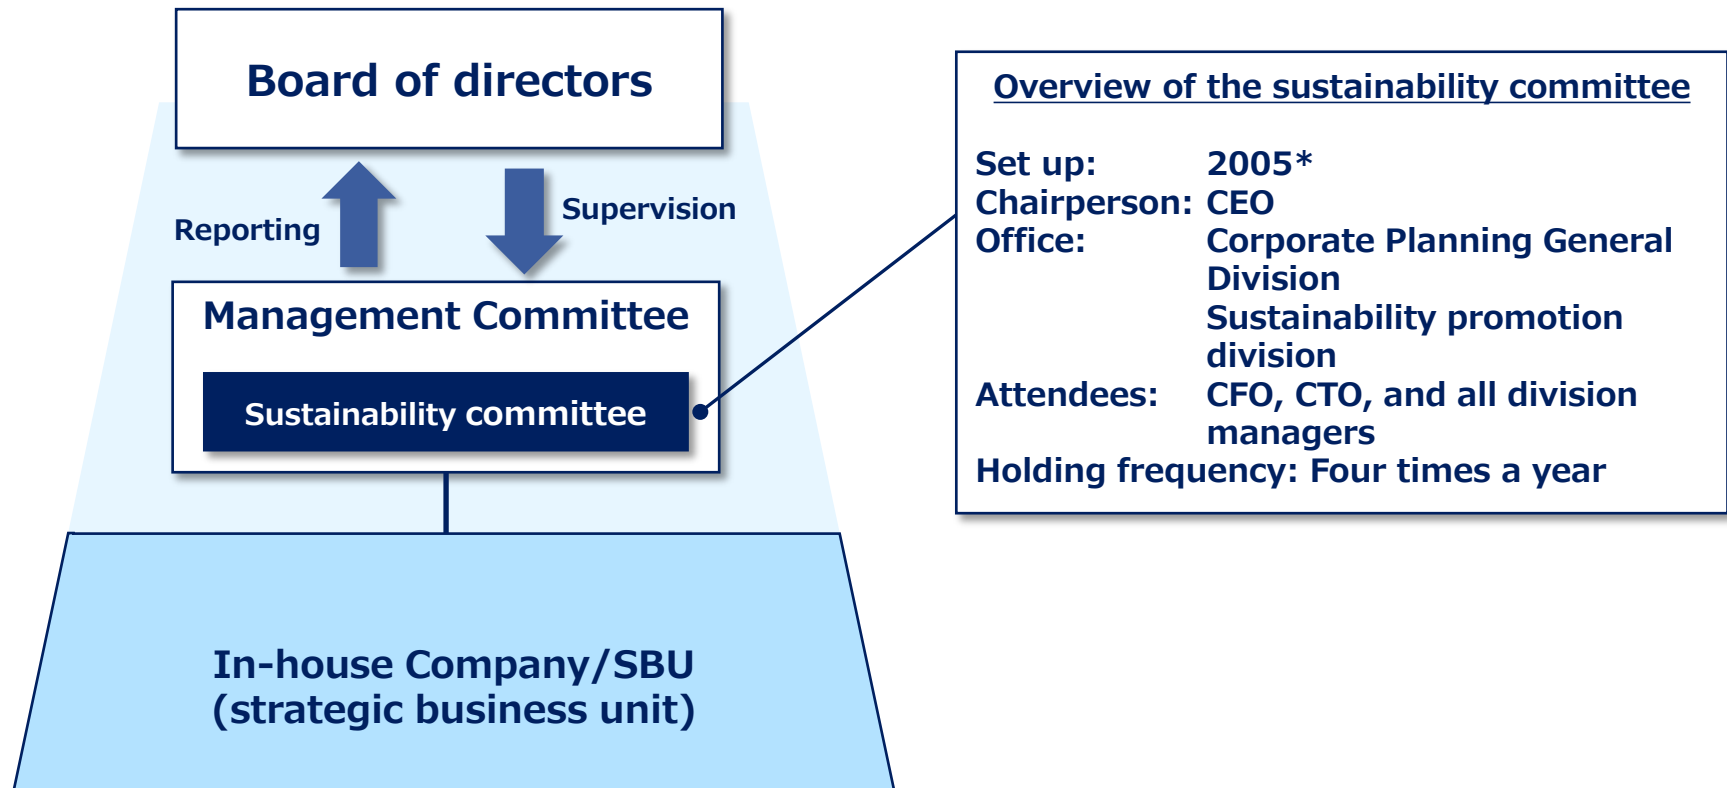 Board of directors
Reporting
Supervision
Management Committee
Sustainability committee
In-house Company/SBU
(strategic business unit)
Overview of the sustainability committee
Set up: 2005*
Chairperson: CEO
Office: Corporate Planning General
Division
Sustainability promotion
division
Attendees: CFO, CTO, and all division
managers
Holding frequency: Four times a year